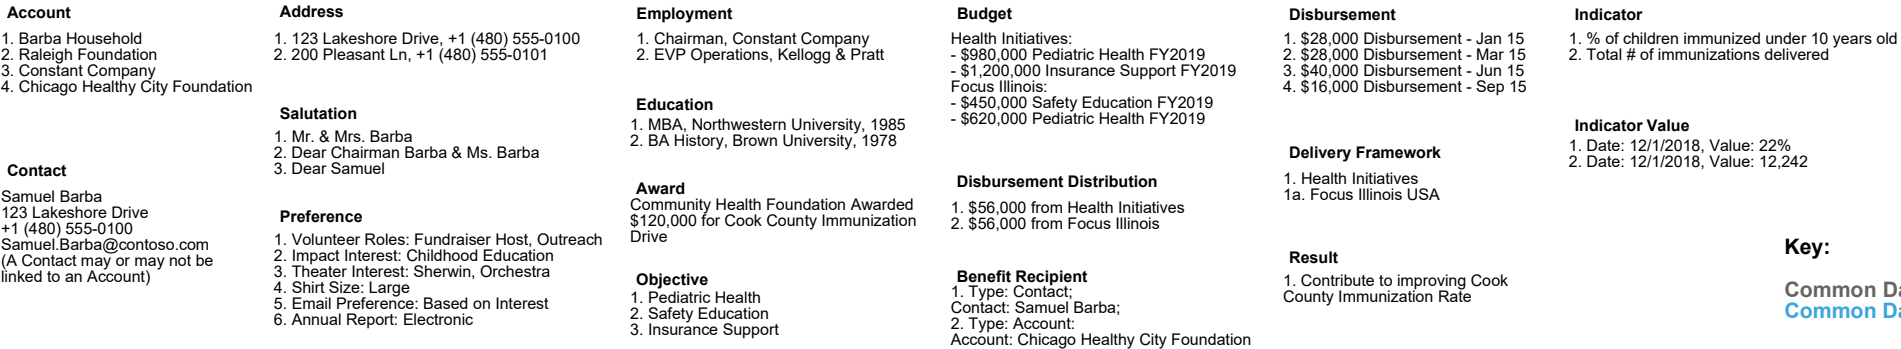 Account
1. Barba Household
2. Raleigh Foundation
3. Constant Company
4. Chicago Healthy City Foundation
Contact
Samuel Barba
123 Lakeshore Drive
+1 (480) 555-0100
Samuel.Barba@contoso.com
(A Contact may or may not be
linked to an Account)
Address
1. 123 Lakeshore Drive, +1 (480) 555-0100
2. 200 Pleasant Ln, +1 (480) 555-0101
Salutation
1. Mr. & Mrs. Barba
2. Dear Chairman Barba & Ms. Barba
3. Dear Samuel
Preference
1. Volunteer Roles: Fundraiser Host, Outreach
2. Impact Interest: Childhood Education
3. Theater Interest: Sherwin, Orchestra
4. Shirt Size: Large
5. Email Preference: Based on Interest
6. Annual Report: Electronic
Employment
1. Chairman, Constant Company
2. EVP Operations, Kellogg & Pratt
Education
1. MBA, Northwestern University, 1985
2. BA History, Brown University, 1978
Award
Community Health Foundation Awarded
$120,000 for Cook County Immunization
Drive
Objective
1. Pediatric Health
2. Safety Education
3. Insurance Support
Budget
Health Initiatives:
- $980,000 Pediatric Health FY2019
- $1,200,000 Insurance Support FY2019
Focus Illinois:
- $450,000 Safety Education FY2019
- $620,000 Pediatric Health FY2019
Disbursement Distribution
1. $56,000 from Health Initiatives
2. $56,000 from Focus Illinois
Benefit Recipient
1. Type: Contact;
Contact: Samuel Barba;
2. Type: Account:
Account: Chicago Healthy City Foundation
Disbursement
1. $28,000 Disbursement - Jan 15
2. $28,000 Disbursement - Mar 15
3. $40,000 Disbursement - Jun 15
4. $16,000 Disbursement - Sep 15
Delivery Framework
1. Health Initiatives
1a. Focus Illinois USA
Result
1. Contribute to improving Cook
County Immunization Rate
Indicator
1. % of children immunized under 10 years old
2. Total # of immunizations delivered
Indicator Value
1. Date: 12/1/2018, Value: 22%
2. Date: 12/1/2018, Value: 12,242
Key:
Common
Common